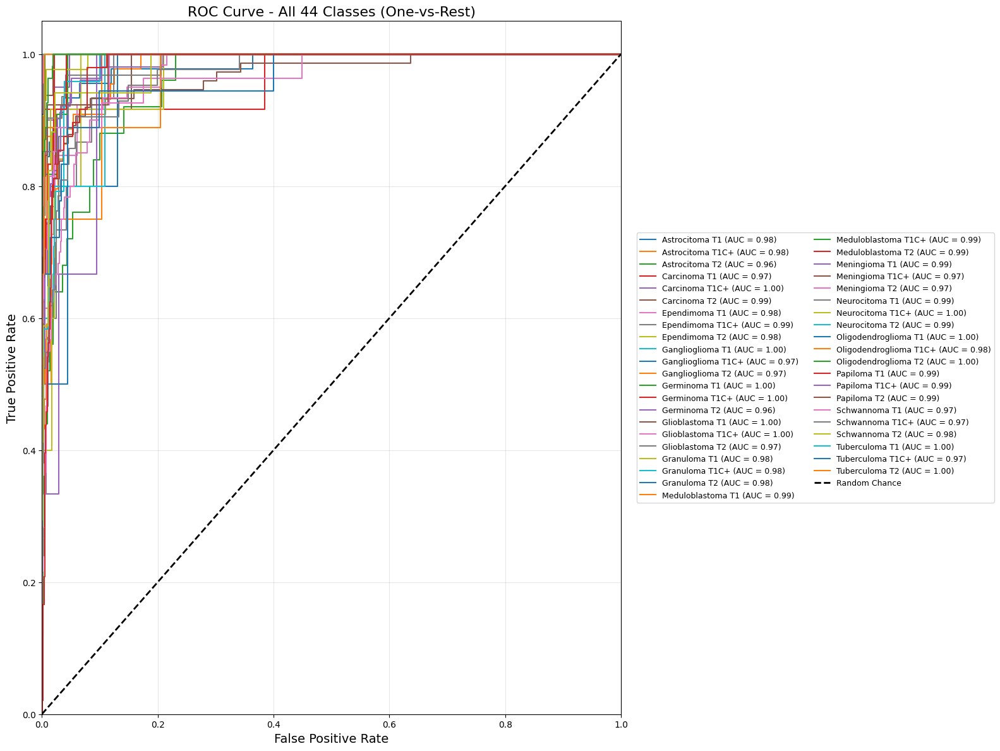 ROC Curve - All 44 Classes (One-vs-Rest)
True Positive Rate
1.0
0.8
0.6
0.4
0.2
0.0
0.0 0.2 0.4 0.6 0.8 1.0
False Positive Rate
Astrocitoma T1 (AUC = 0.98)
Astrocitoma T1C+ (AUC = 0.98)
Astrocitoma T2 (AUC = 0.96)
Carcinoma T1 (AUC = 0.97)
Carcinoma T1C+ (AUC = 1.00)
Carcinoma T2 (AUC = 0.99)
Ependimoma T1 (AUC = 0.98)
Ependimoma T1C+ (AUC = 0.99)
Ependimoma T2 (AUC = 0.98)
Ganglioglioma T1 (AUC = 1.00)
Ganglioglioma T1C+ (AUC = 0.97)
Ganglioglioma T2 (AUC = 0.97)
Germinoma T1 (AUC = 1.00)
Germinoma T1C+ (AUC = 1.00)
Germinoma T2 (AUC = 0.96)
Glioblastoma T1 (AUC = 1.00)
Glioblastoma T1C+ (AUC = 1.00)
Glioblastoma T2 (AUC = 0.97)
Granuloma T1 (AUC = 0.98)
Granuloma T1C+ (AUC = 0.98)
Granuloma T2 (AUC = 0.98)
Meduloblastoma T1 (AUC = 0.99)
Meduloblastoma T1C+ (AUC = 0.99)
Meduloblastoma T2 (AUC = 0.99)
Meningioma T1 (AUC = 0.99)
Meningioma T1C+ (AUC = 0.97)
Meningioma T2 (AUC = 0.97)
Neurocitoma T1 (AUC = 0.99)
Neurocitoma T1C+ (AUC = 1.00)
Neurocitoma T2 (AUC = 0.99)
Oligodendroglioma T1 (AUC = 1.00)
Oligodendroglioma T1C+ (AUC = 0.98)
Oligodendroglioma T2 (AUC = 1.00)
Papiloma T1 (AUC = 0.99)
Papiloma T1C+ (AUC = 0.99)
Papiloma T2 (AUC = 0.99)
Schwannoma T1 (AUC = 0.97)
Schwannoma T1C+ (AUC = 0.97)
Schwannoma T2 (AUC = 0.98)
Tuberculoma T1 (AUC = 1.00)
Tuberculoma T1C+ (AUC = 0.97)
Tuberculoma T2 (AUC = 1.00)
Random Chance